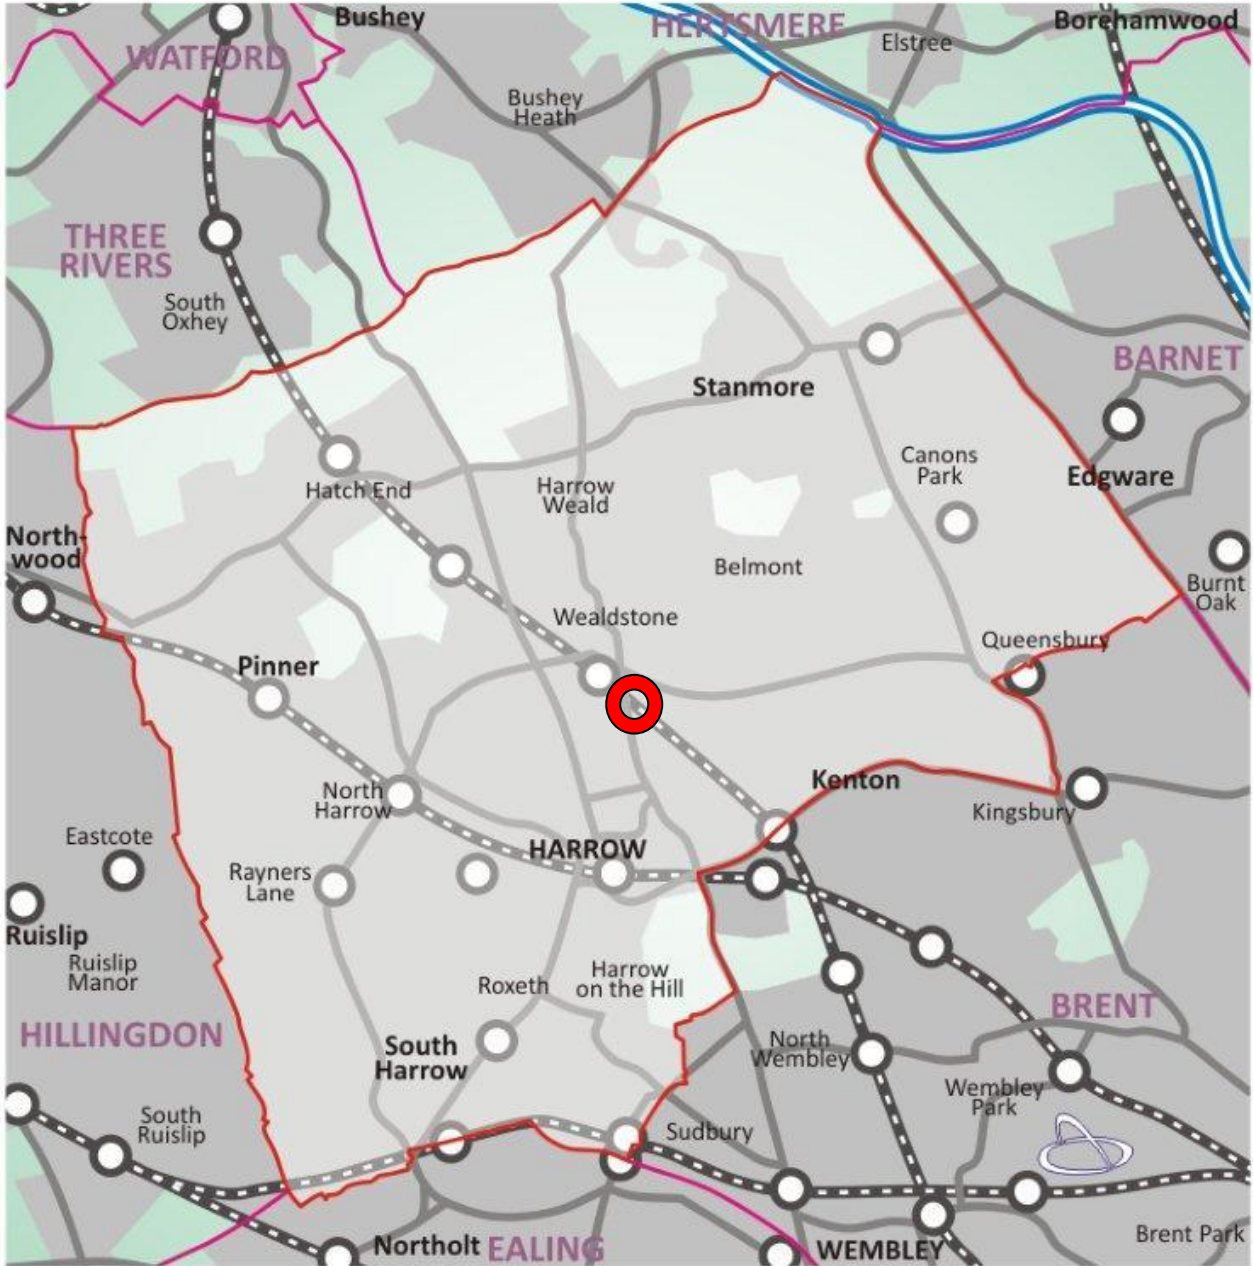 Bushey
HERTSMERE
Borehamwood
Elstree
WATFORD
Bushey
Heath
THREE
RIVERS
South
Oxhey
BARNET
Stanmore
Canons
Park
Edgware
Hatch End
Harrow
Weald
North-
wood
Belmont
Burnt
Oak
Wealdstone
Queensbury
Pinner
Kenton
North
Harrow
Kingsbury
Eastcote
HARROW
Rayners
Lane
Ruislip
Ruislip
Manor
Roxeth
Harrow
on the Hill
BRENT
HILLINGDON
South
Harrow
North
Wembley
Wembley
Park
South
Ruislip
Sudbury
Northolt
EALING
WEMBLEY
Brent Park